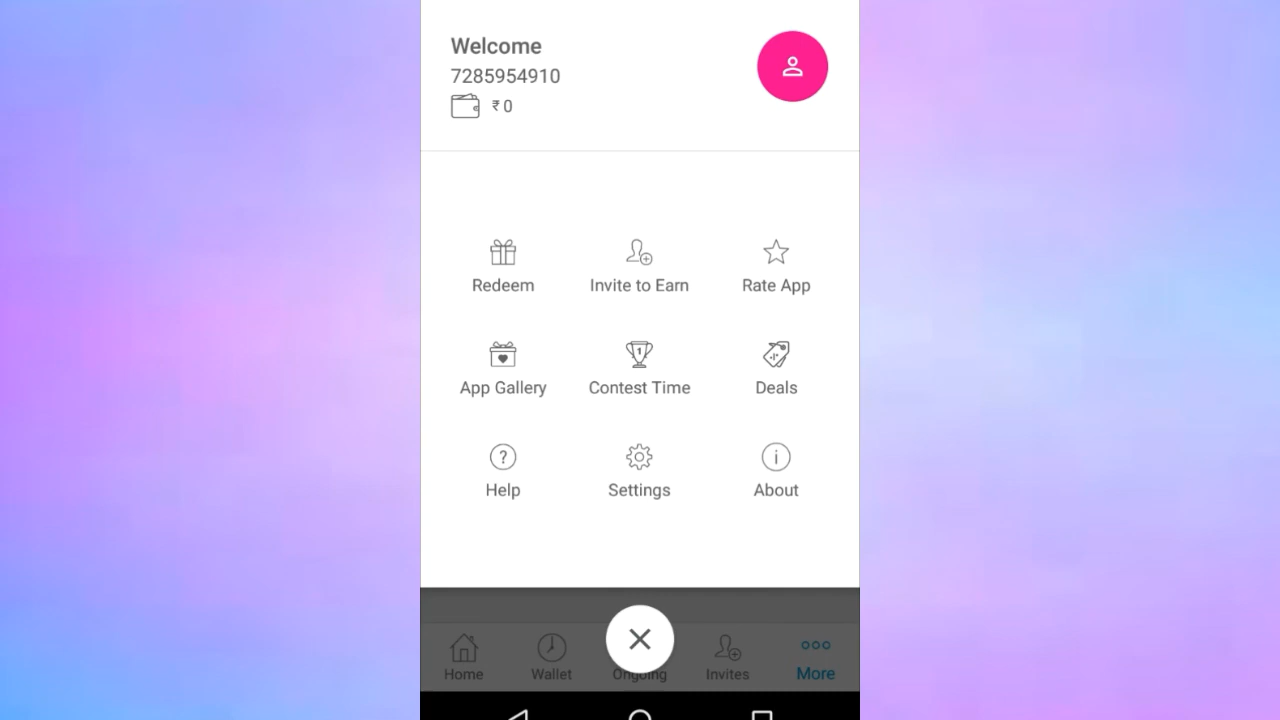 Welcome
7285954910
₹ 0
Redeem Invite to Earn Rate App
1
App Gallery Contest Time Deals
?
i
Help Settings About
Home Wallet Ongoing Invites More